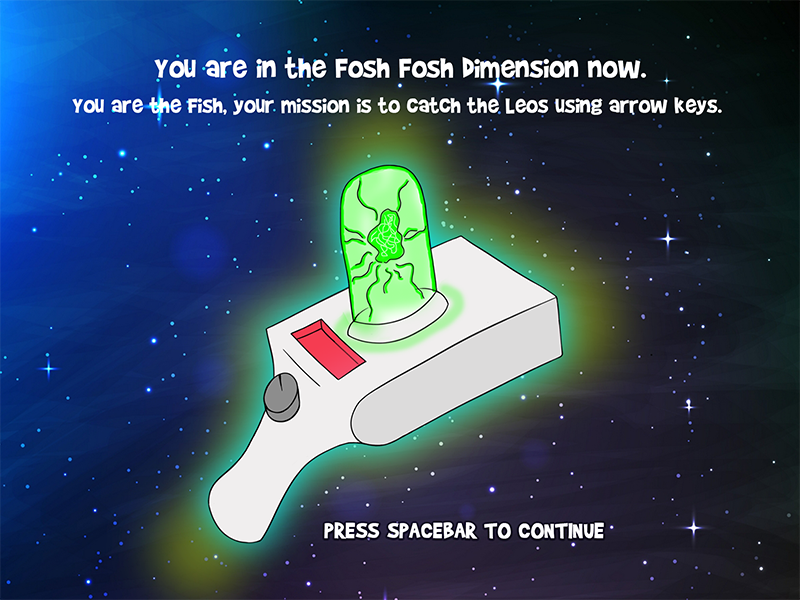 You are in the Fosh Fosh Dimension now.
You are the Fish, your mission is to Catch the Leos using arrow keys.
PRESS SPACEBAR TO CONTINUE